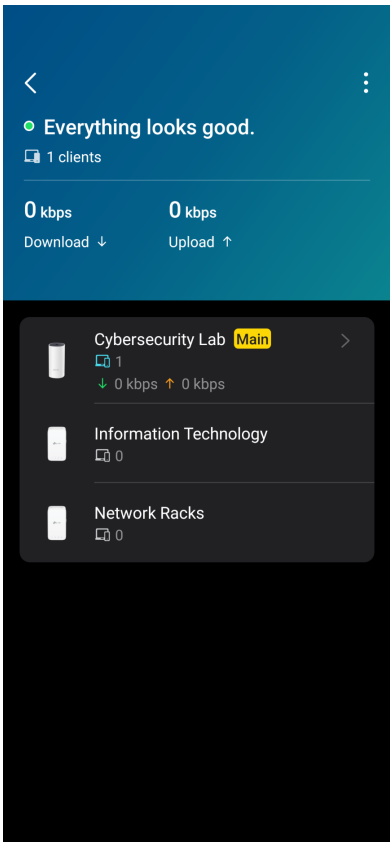 Everything looks good.
1 clients
0 kbps 0 kbps
Download ↓ Upload ↑
Cybersecurity Lab Main
1
↓ 0 kbps ↑ 0 kbps
Information Technology
0
Network Racks
0